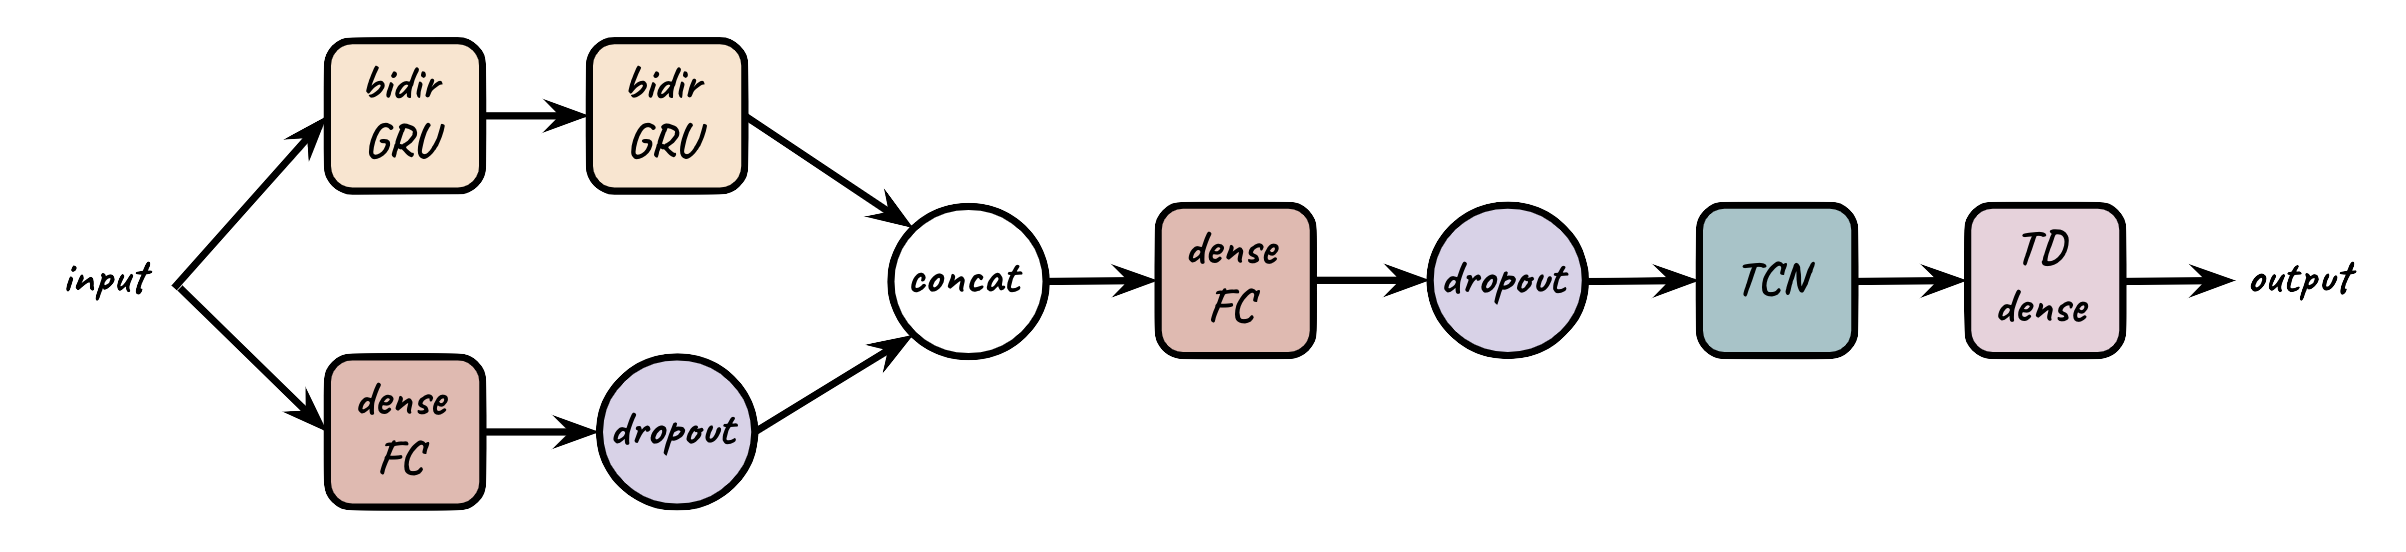 input
bidir
GRU
bidir
GRU
dense
FC
dropout
concat
dense
FC
dropout
TCN
TD
dense
output